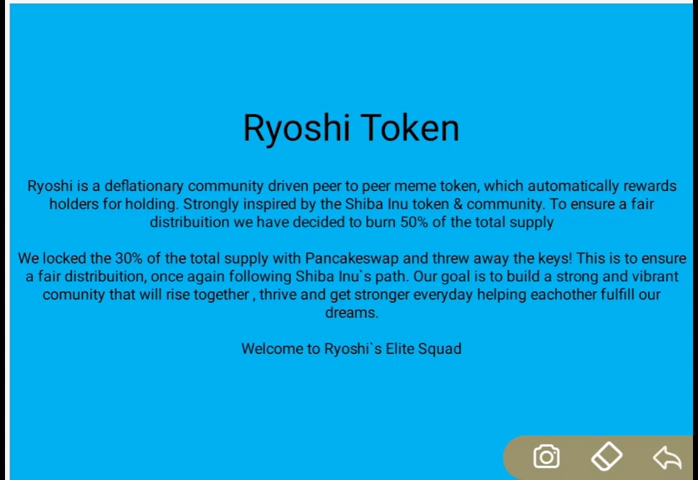 Ryoshi Token
Ryoshi is a deflationary community driven peer to peer meme token, which automatically rewards
holders for holding. Strongly inspired by the Shiba Inu token & community. To ensure a fair
distribuition we have decided to burn 50% of the total supply
We locked the 30% of the total supply with Pancakeswap and threw away the keys! This is to ensure
a fair distribuition, once again following Shiba Inu`s path. Our goal is to build a strong and vibrant
comunity that will rise together , thrive and get stronger everyday helping eachother fulfill our
dreams.
Welcome to Ryoshi`s Elite Squad